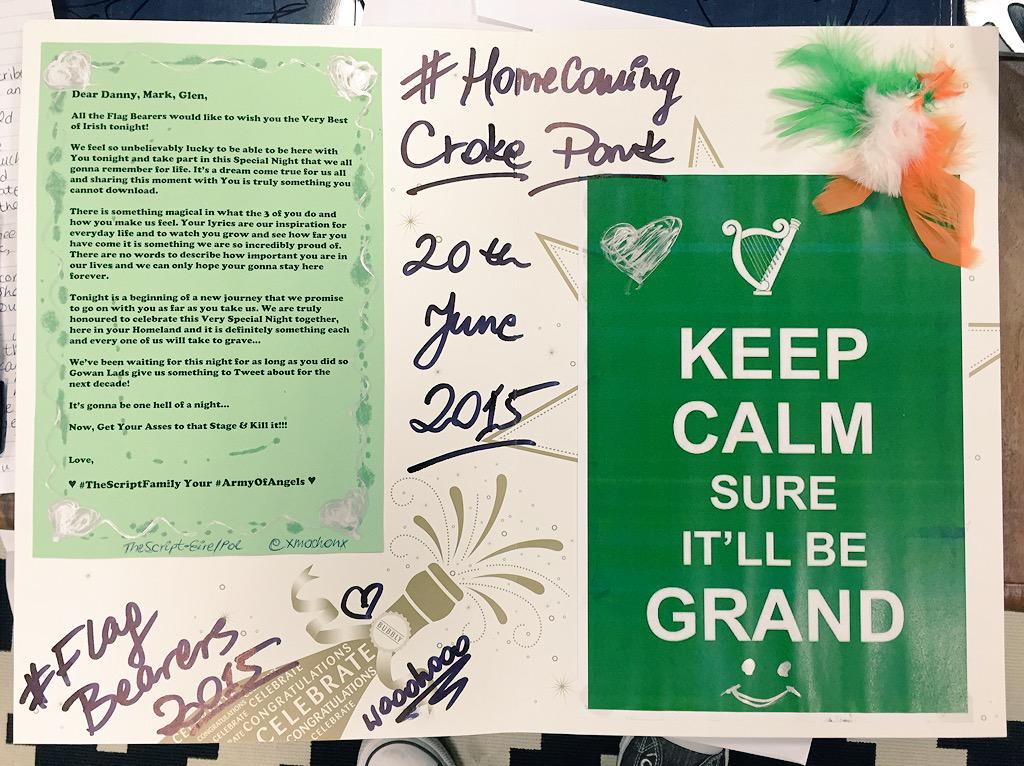 Dear Danny, Mark, Glen,
All the Flag Bearers would like to wish you the Very Best
of Irish tonight!
We feel so unbelievably lucky to be able to be here with
You tonight and take part in this Special Night that we all
gonna remember for life. It's a dream come true for us all
and sharing this moment with You is truly something you
cannot download.
There is something magical in what the 3 of you do and
how you make us feel. Your lyrics are our inspiration for
everyday life and to watch you grow and see how far you
have come it is something we are so incredibly proud of.
There are no words to describe how important you are in
our lives and we can only hope your gonna stay here
forever.
Tonight is a beginning of a new journey that we promise
to go on with you as far as you take us. We are truly
honoured to celebrate this Very Special Night together,
here in your Homeland and it is definitely something each
and every one of us will take to grave...
We've been waiting for this night for as long as you did so
Gowan Lads give us something to Tweet about for the
next decade!
It's gonna be one hell of a night...
Now, Get Your Asses to that Stage & Kill it!!!
Love,
♥ #TheScriptFamily Your #ArmyOfAngels ♥
TheScript-Eire/Pol @xmochonx
#HomeComing
Croke Park
20th
June
2015
KEEP
CALM
SURE
IT'LL BE
GRAND
#Flag
Bearers
2015
BUBBLY
woohooo
CONGRATULATIONS
CELEBRATE
CELEBRATE
CONGRATULATIONS
CELEBRATE
CONGRATULATIONS
CELEBRATE